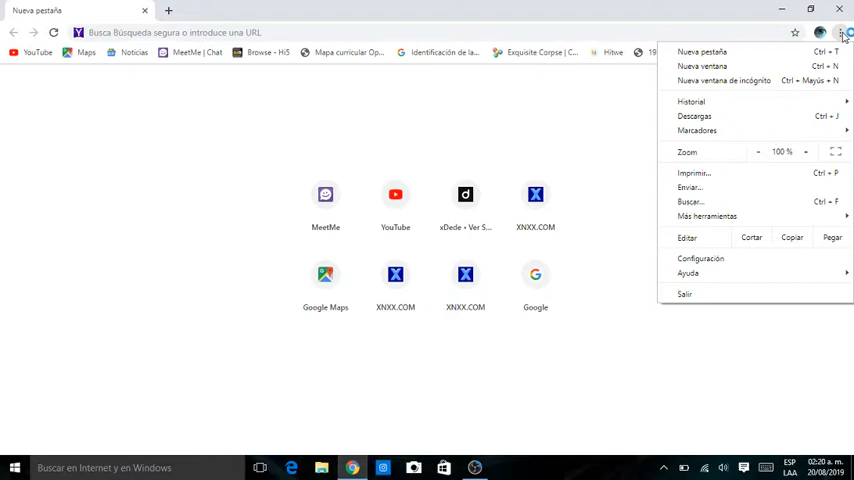 Nueva pestaña
Busca Búsqueda segura o introduce una URL
YouTube Maps Noticias MeetMe | Chat Browse - Hi5 Mapa curricular Op... Identificación de la... Exquisite Corpse | C... Hitwe 19
Nueva pestaña Ctrl + T
Nueva ventana Ctrl + N
Nueva ventana de incógnito Ctrl + Mayús + N
Historial
Descargas Ctrl + J
Marcadores
Zoom - 100 % +
Imprimir... Ctrl + P
Enviar...
Buscar... Ctrl + F
Más herramientas
Editar Cortar Copiar Pegar
Configuración
Ayuda
Salir
MeetMe YouTube xDede • Ver S... XNXX.COM
Google Maps XNXX.COM XNXX.COM Google
Buscar en Internet y en Windows
ESP 02:20 a. m.
LAA 20/08/2019